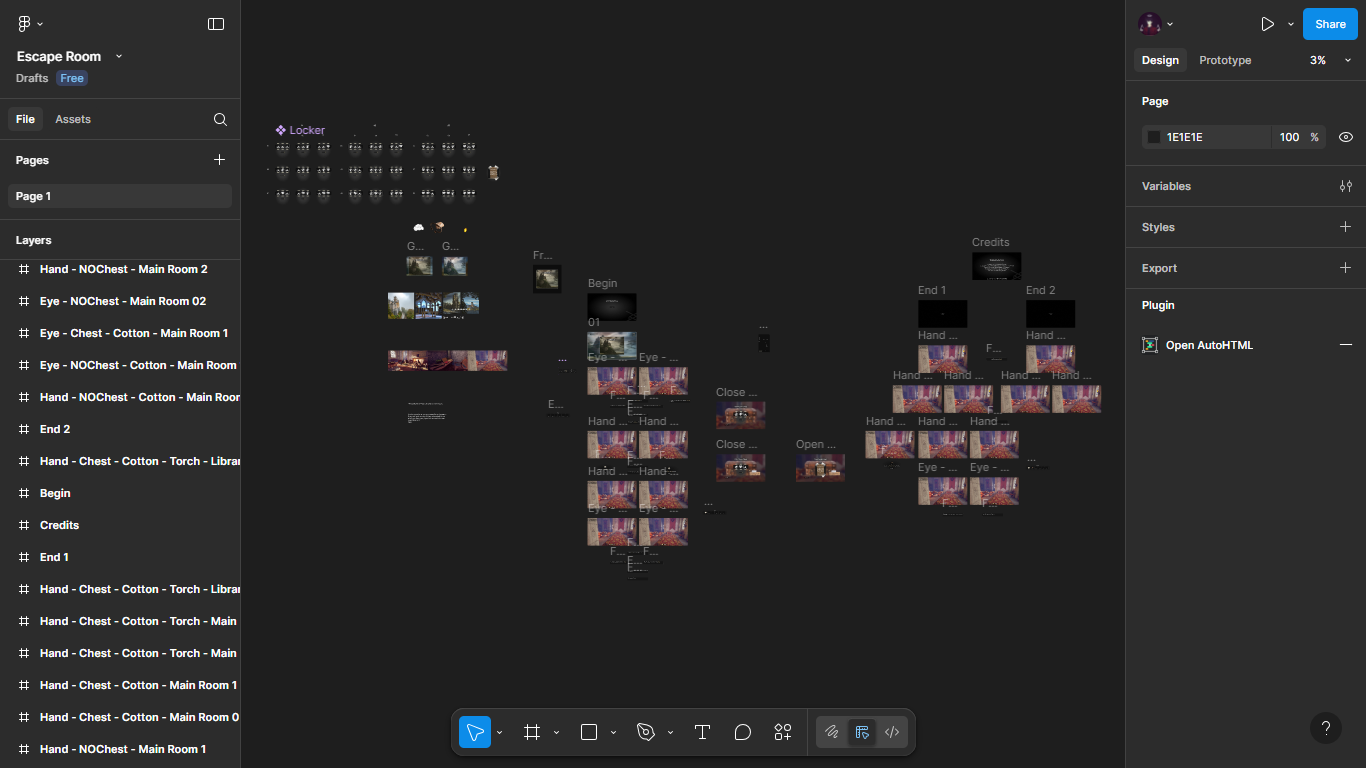 Escape Room
Drafts Free
File Assets
Pages
Page 1
Layers
Hand - NOChest - Main Room 2
Eye - NOChest - Main Room 02
Eye - Chest - Cotton - Main Room 1
Eye - NOChest - Cotton - Main Room
Hand - NOChest - Cotton - Main Roor
End 2
Hand - Chest - Cotton - Torch - Librar
Begin
Credits
End 1
Hand - Chest - Cotton - Torch - Librar
Hand - Chest - Cotton - Torch - Main
Hand - Chest - Cotton - Torch - Main
Hand - Chest - Cotton - Main Room 1
Hand - Chest - Cotton - Main Room 0
Hand - NOChest - Main Room 1
Locker
G... G...
Fr...
Begin
01
Eye - ... Eye - ...
F... F...
E...
E...
Hand ... Hand ...
F... F...
Hand ... Hand ...
Eye - ... Eye - ...
F... F...
E...
...
...
...
Close ...
Close ... Open ...
Credits
End 1 End 2
Hand ... F... Hand ...
Hand ... Hand ... Hand ... Hand ...
F...
Hand ... Hand ... Hand ...
...
Eye - ... Eye - ...
F... F...
Share
Design Prototype 3%
Page
1E1E1E 100 %
Variables
Styles
Export
Plugin
Open AutoHTML
?